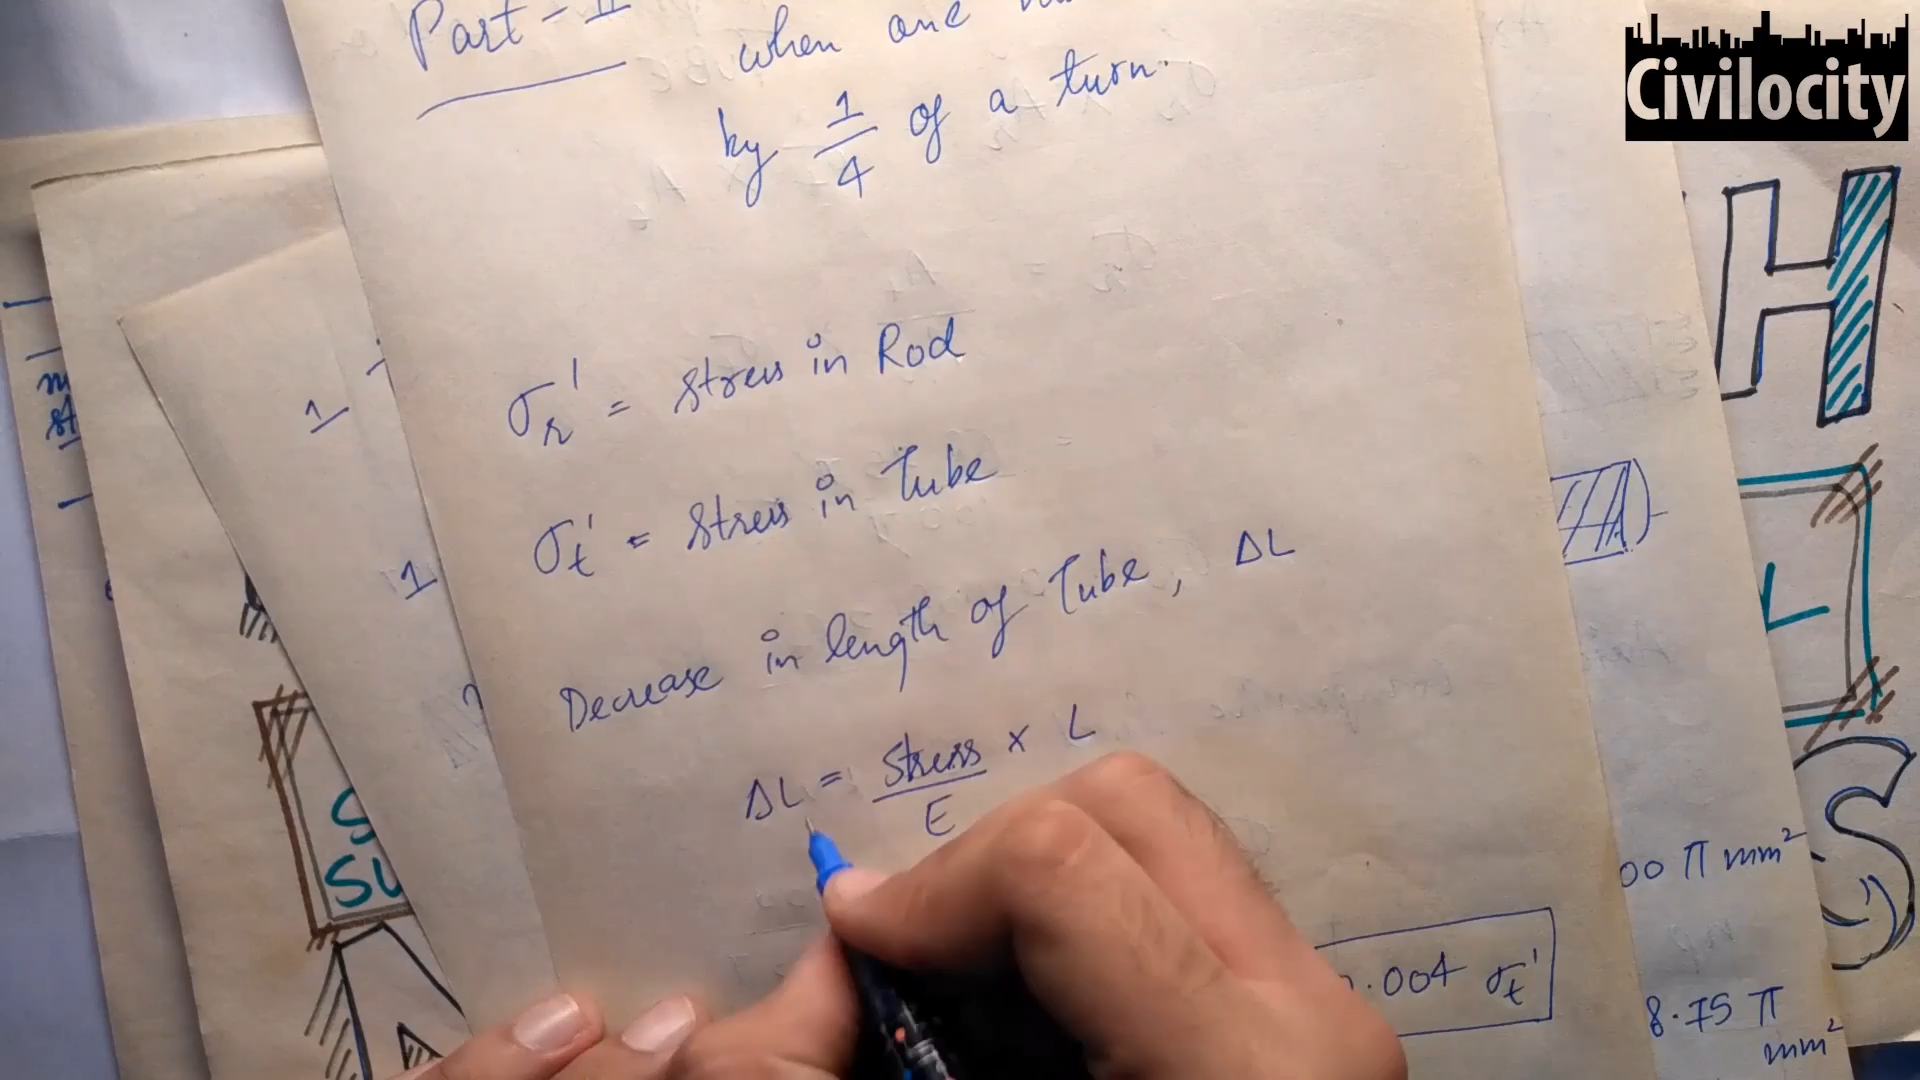 Civilocity
Part - II
when one
by 1/4 of a turn.
σr' = Stress in Rod
σt' = Stress in Tube
Decrease in length of Tube, ΔL
ΔL = Stress/E × L
.004 σt'
00 π mm²
8.75 π
mm²
H
L
S
1
1
SU